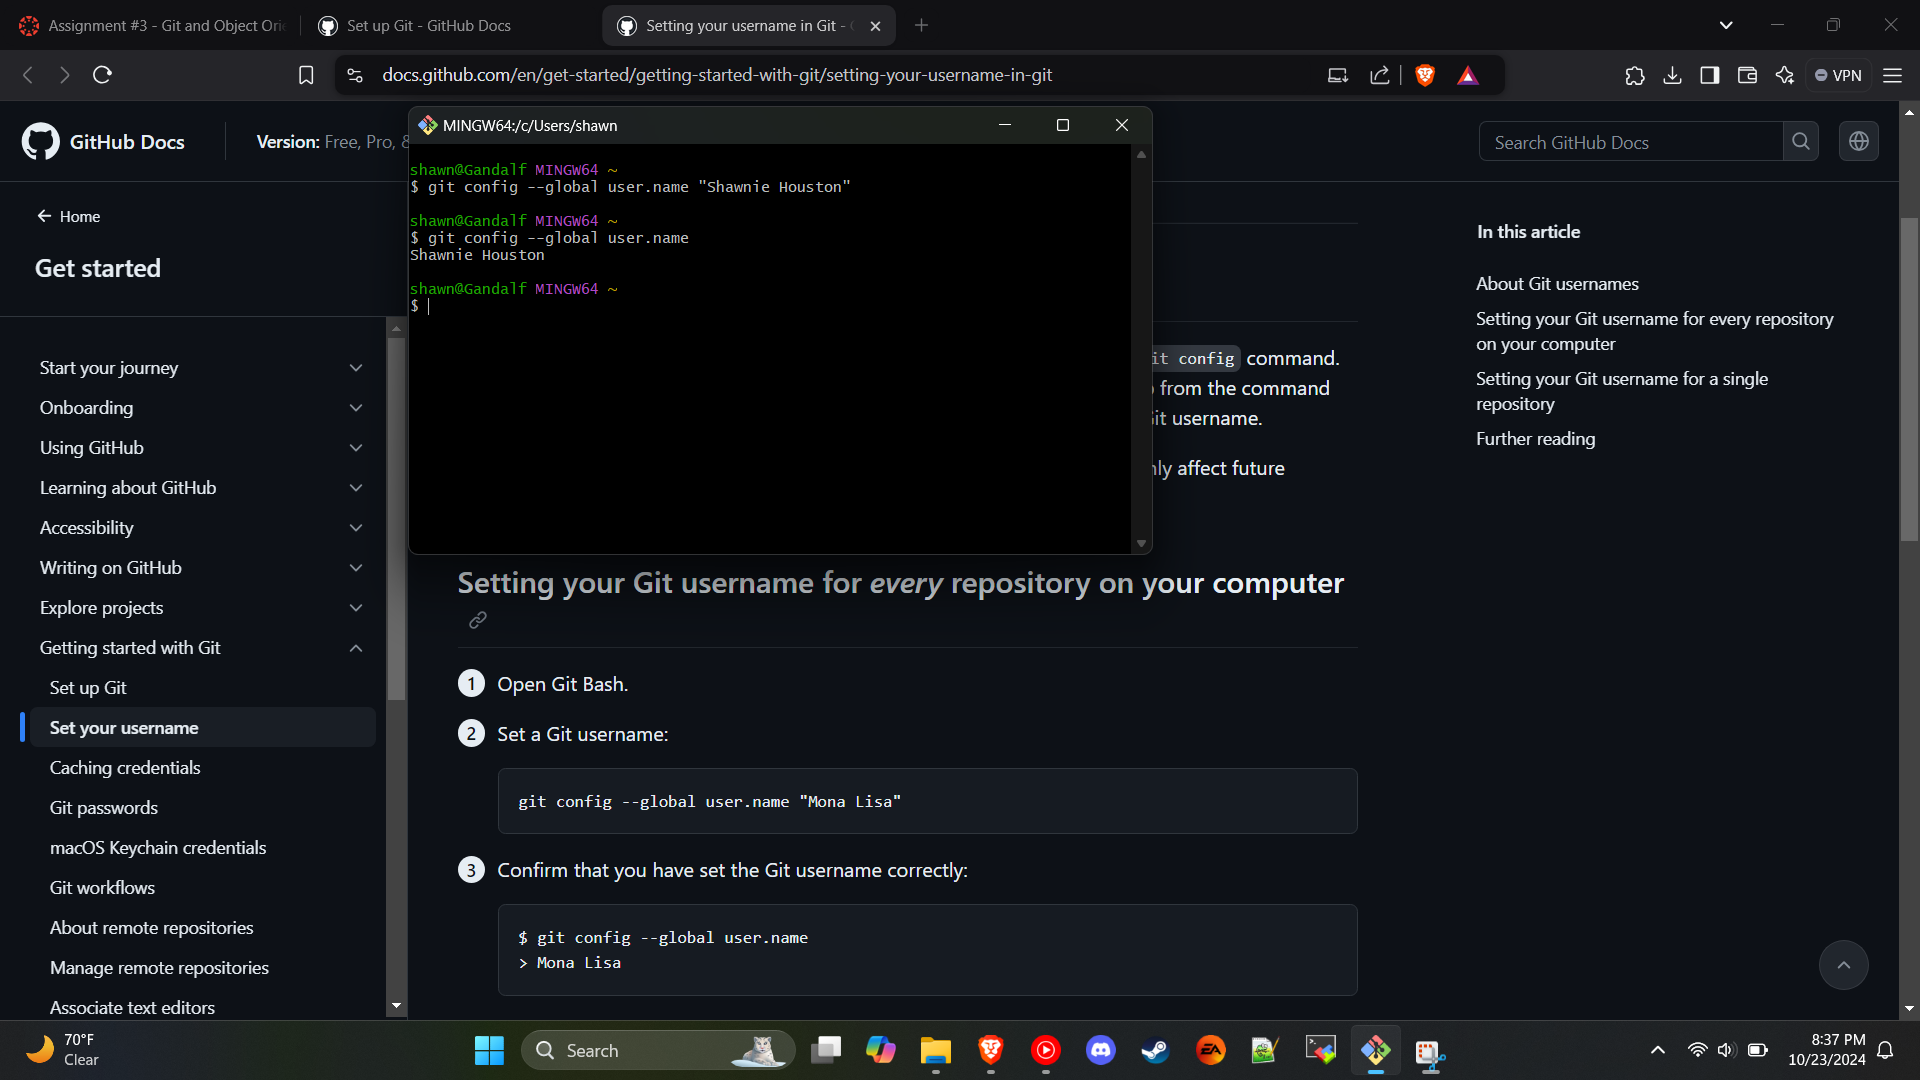 Assignment #3 - Git and Object Ori
Set up Git - GitHub Docs
Setting your username in Git -
docs.github.com/en/get-started/getting-started-with-git/setting-your-username-in-git
VPN
GitHub Docs
Version: Free, Pro, &
Search GitHub Docs
MINGW64:/c/Users/shawn
shawn@Gandalf MINGW64 ~
$ git config --global user.name "Shawnie Houston"
shawn@Gandalf MINGW64 ~
$ git config --global user.name
Shawnie Houston
shawn@Gandalf MINGW64 ~
$
Home
Get started
Start your journey
Onboarding
Using GitHub
Learning about GitHub
Accessibility
Writing on GitHub
Explore projects
Getting started with Git
Set up Git
Set your username
Caching credentials
Git passwords
macOS Keychain credentials
Git workflows
About remote repositories
Manage remote repositories
Associate text editors
it config command.
from the command
it username.
nly affect future
Setting your Git username for every repository on your computer
1 Open Git Bash.
2 Set a Git username:
git config --global user.name "Mona Lisa"
3 Confirm that you have set the Git username correctly:
$ git config --global user.name
> Mona Lisa
In this article
About Git usernames
Setting your Git username for every repository
on your computer
Setting your Git username for a single
repository
Further reading
70°F
Clear
Search
EA
8:37 PM
10/23/2024